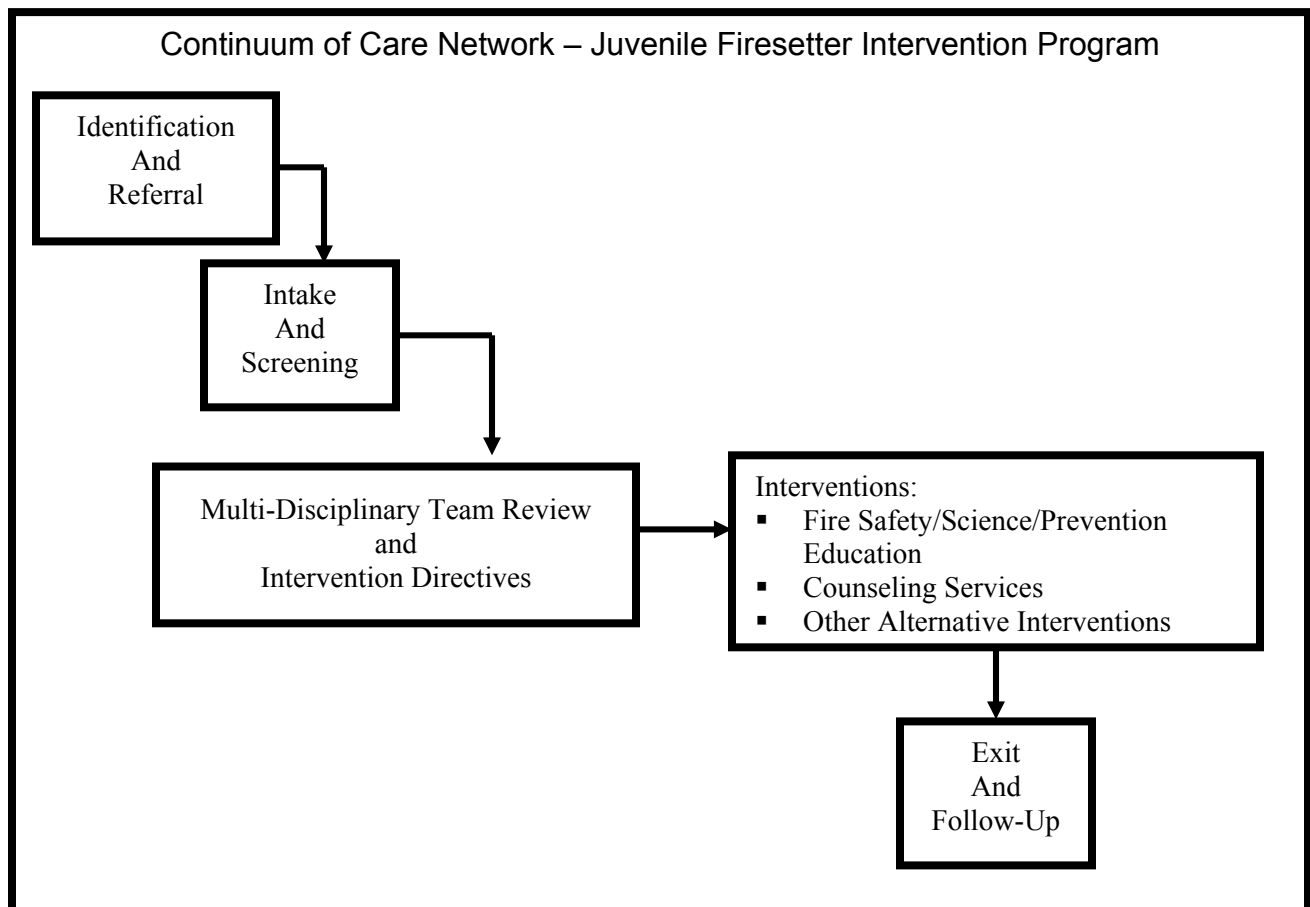 Continuum of Care Network – Juvenile Firesetter Intervention Program
Identification
And
Referral
Intake
And
Screening
Multi-Disciplinary Team Review
and
Intervention Directives
Interventions:
▪ Fire Safety/Science/Prevention
Education
▪ Counseling Services
▪ Other Alternative Interventions
Exit
And
Follow-Up